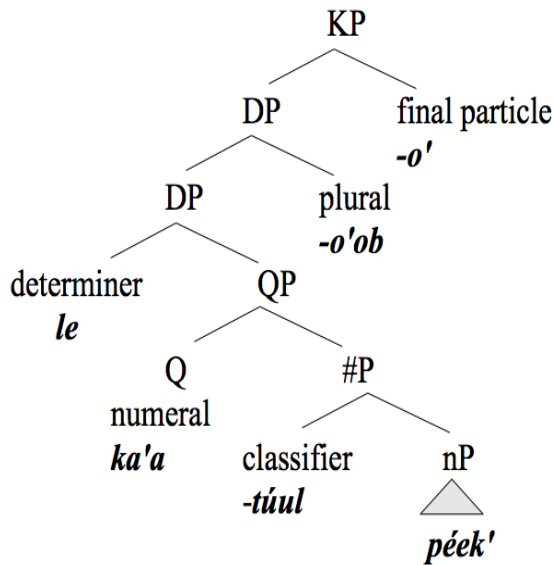 KP
DP
final particle
-o'
DP
plural
-o'ob
determiner
le
QP
Q
numeral
ka'a
#P
classifier
-túul
nP
péek'